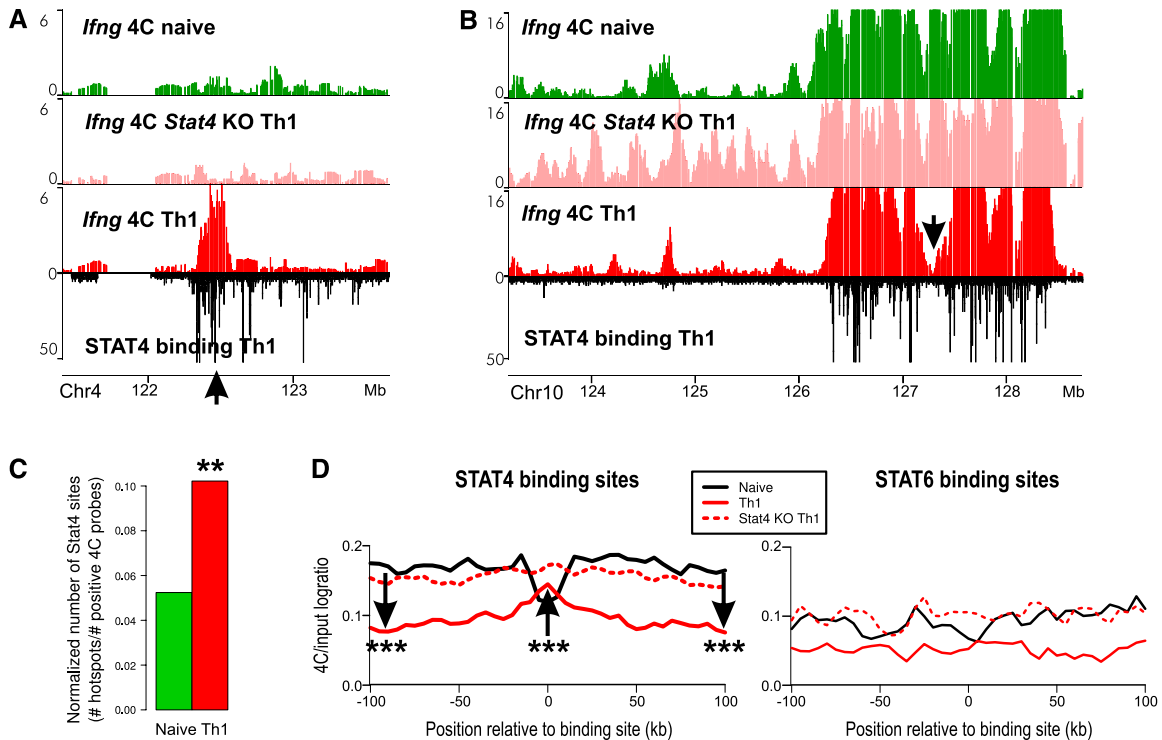 A
6
Ifng 4C naive
0
6
Ifng 4C Stat4 KO Th1
0
6
Ifng 4C Th1
0
STAT4 binding Th1
50
Chr4 122 123 Mb
B
16
Ifng 4C naive
0
16
Ifng 4C Stat4 KO Th1
0
16
Ifng 4C Th1
0
STAT4 binding Th1
50
Chr10 124 125 126 127 128 Mb
C
Normalized number of Stat4 sites
(# hotspots/# positive 4C probes)
**
0.10
0.08
0.06
0.04
0.02
0.00
Naive Th1
D
STAT4 binding sites
Naive
Th1
Stat4 KO Th1
STAT6 binding sites
4C/input logratio
0.2
0.1
0.0
*** *** ***
-100 -50 0 50 100
Position relative to binding site (kb)
0.2
0.1
0.0
-100 -50 0 50 100
Position relative to binding site (kb)